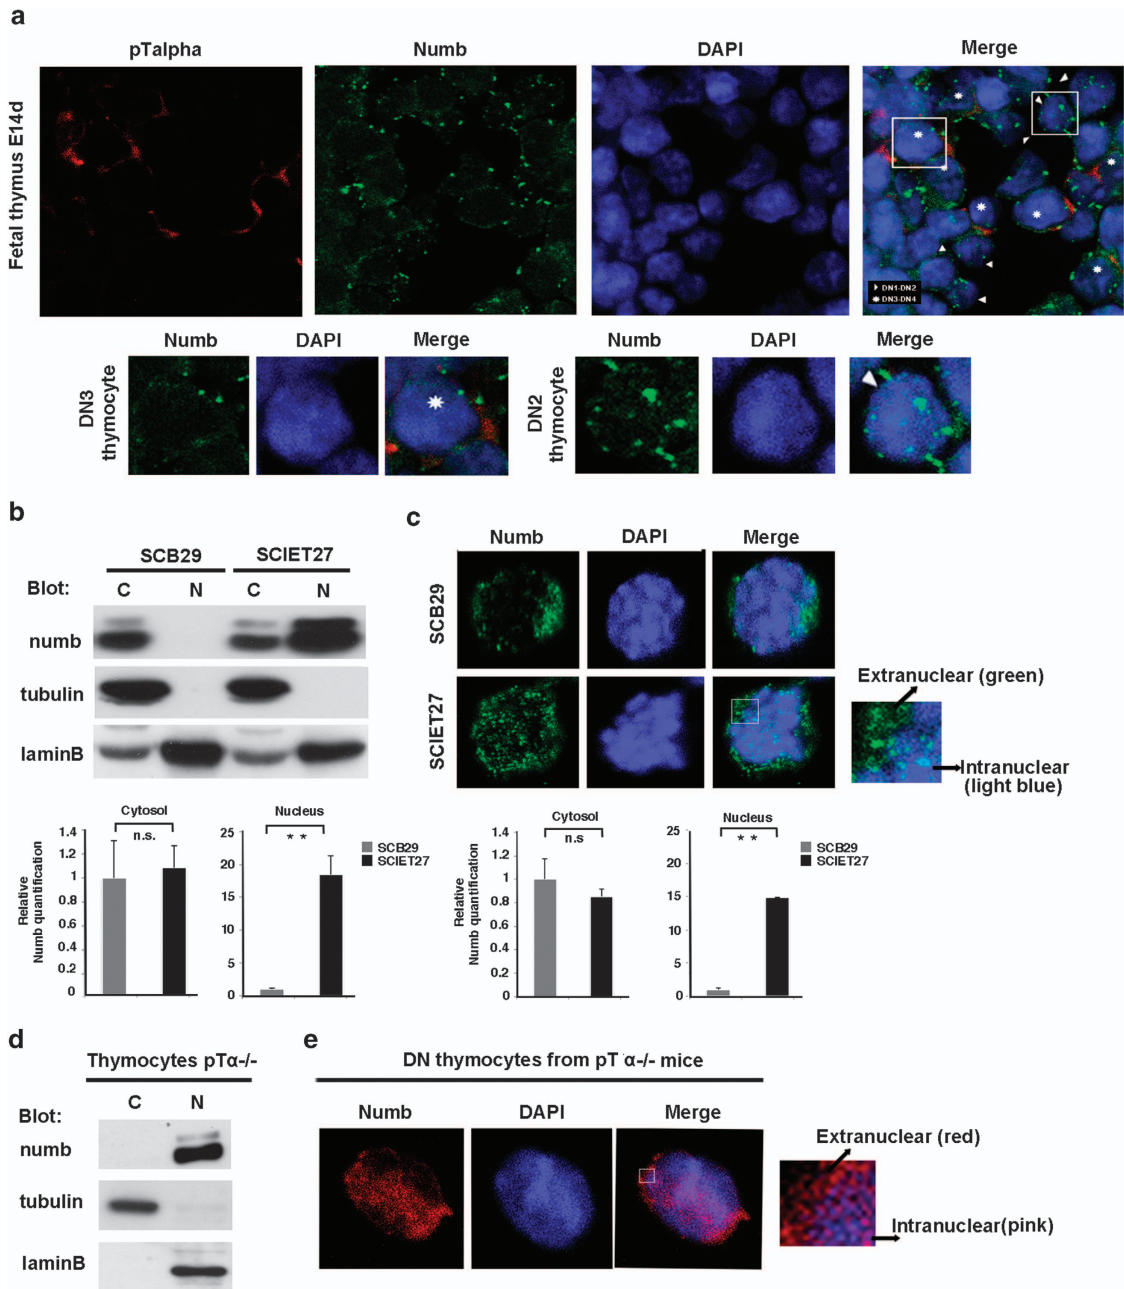 a
pTalpha Numb DAPI Merge
Fetal thymus E14d
DN1-DN2
DN3-DN4
Numb DAPI Merge Numb DAPI Merge
DN3
thymocyte
DN2
thymocyte
b
SCB29 SCIET27
Blot: C N C N
numb
tubulin
laminB
Cytosol Nucleus
n.s. **
SCB29
SCIET27
Relative
Numb quantification
1.4
1.2
1
0.8
0.6
0.4
0.2
0
25
20
15
10
5
0
c
Numb DAPI Merge
SCB29
SCIET27
Extranuclear (green)
Intranuclear
(light blue)
Cytosol Nucleus
n.s **
SCB29
SCIET27
Relative
Numb quantification
1.4
1.2
1
0.8
0.6
0.4
0.2
0
25
20
15
10
5
0
d
Thymocytes pTα-/-
C N
Blot:
numb
tubulin
laminB
e
DN thymocytes from pT α-/- mice
Numb DAPI Merge
Extranuclear (red)
Intranuclear(pink)